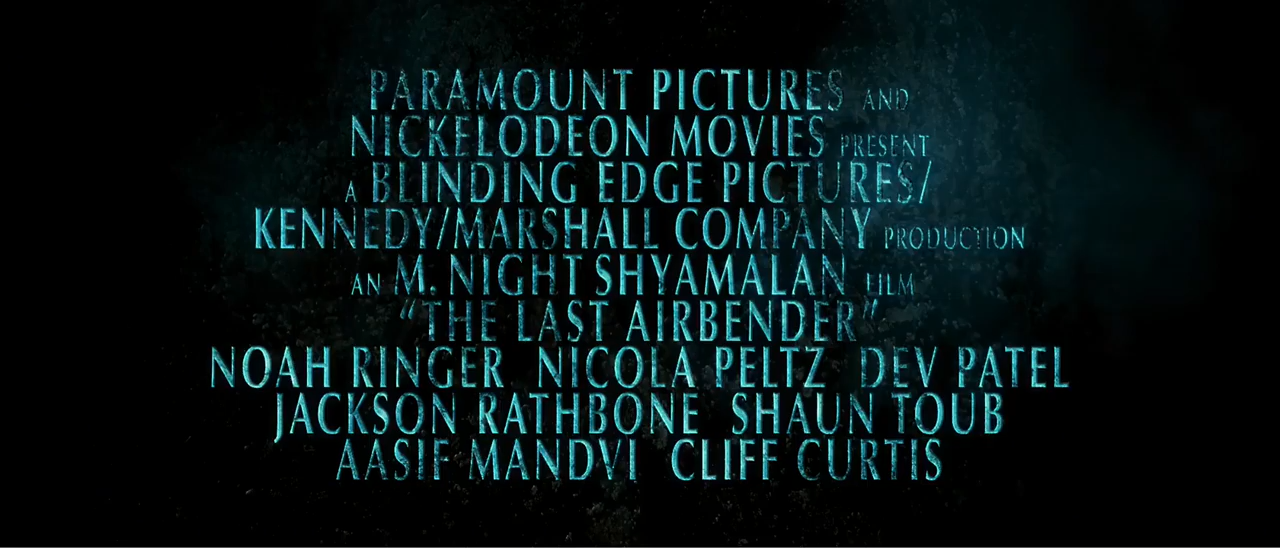 PARAMOUNT PICTURES AND
NICKELODEON MOVIES PRESENT
A BLINDING EDGE PICTURES/
KENNEDY/MARSHALL COMPANY PRODUCTION
AN M. NIGHT SHYAMALAN FILM
“THE LAST AIRBENDER”
NOAH RINGER NICOLA PELTZ DEV PATEL
JACKSON RATHBONE SHAUN TOUB
AASIF MANDVI CLIFF CURTIS